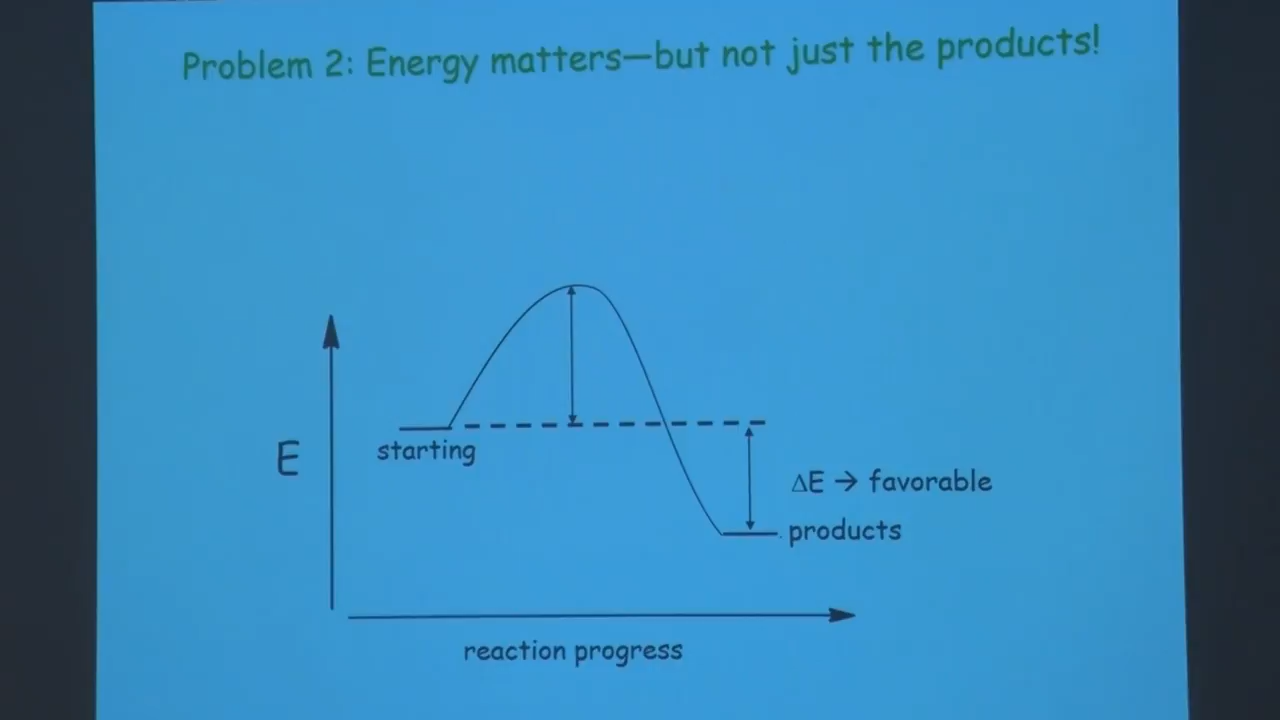 Problem 2: Energy matters—but not just the products!
E
starting
ΔE → favorable
products
reaction progress